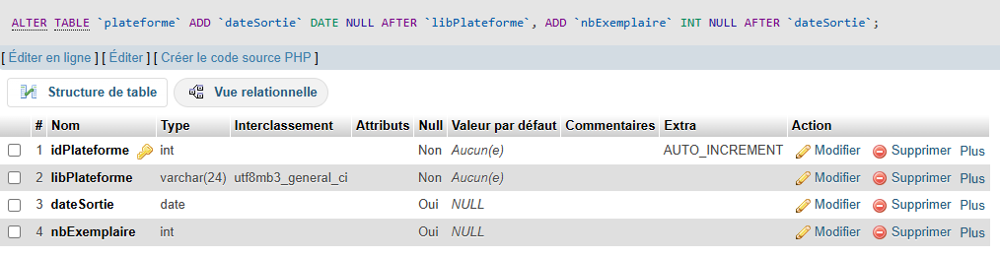 ALTER TABLE `plateforme` ADD `dateSortie` DATE NULL AFTER `libPlateforme`, ADD `nbExemplaire` INT NULL AFTER `dateSortie`;
[ Éditer en ligne ] [ Éditer ] [ Créer le code source PHP ]
Structure de table Vue relationnelle
# Nom Type Interclassement Attributs Null Valeur par défaut Commentaires Extra Action
1 idPlateforme int Non Aucun(e) AUTO_INCREMENT Modifier Supprimer Plus
2 libPlateforme varchar(24) utf8mb3_general_ci Non Aucun(e) Modifier Supprimer Plus
3 dateSortie date Oui NULL Modifier Supprimer Plus
4 nbExemplaire int Oui NULL Modifier Supprimer Plus